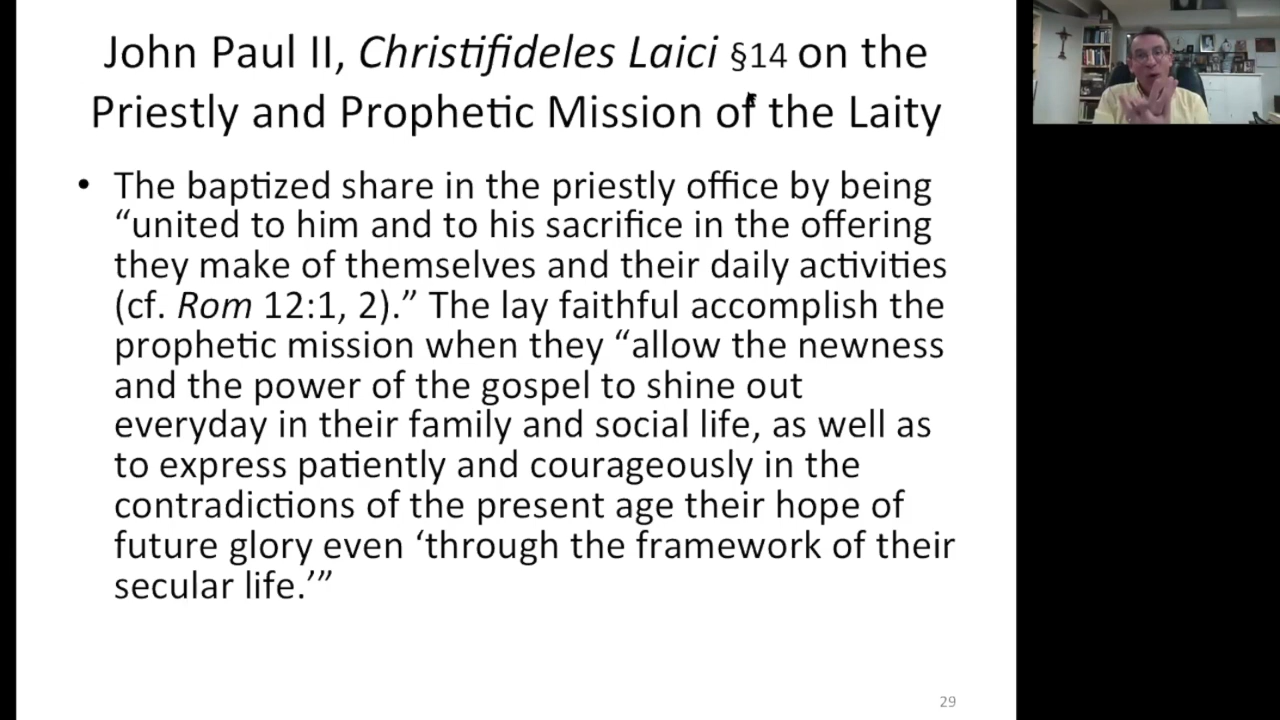 John Paul II, Christifideles Laici §14 on the
Priestly and Prophetic Mission of the Laity
• The baptized share in the priestly office by being
“united to him and to his sacrifice in the offering
they make of themselves and their daily activities
(cf. Rom 12:1, 2).” The lay faithful accomplish the
prophetic mission when they “allow the newness
and the power of the gospel to shine out
everyday in their family and social life, as well as
to express patiently and courageously in the
contradictions of the present age their hope of
future glory even ‘through the framework of their
secular life.’”
29